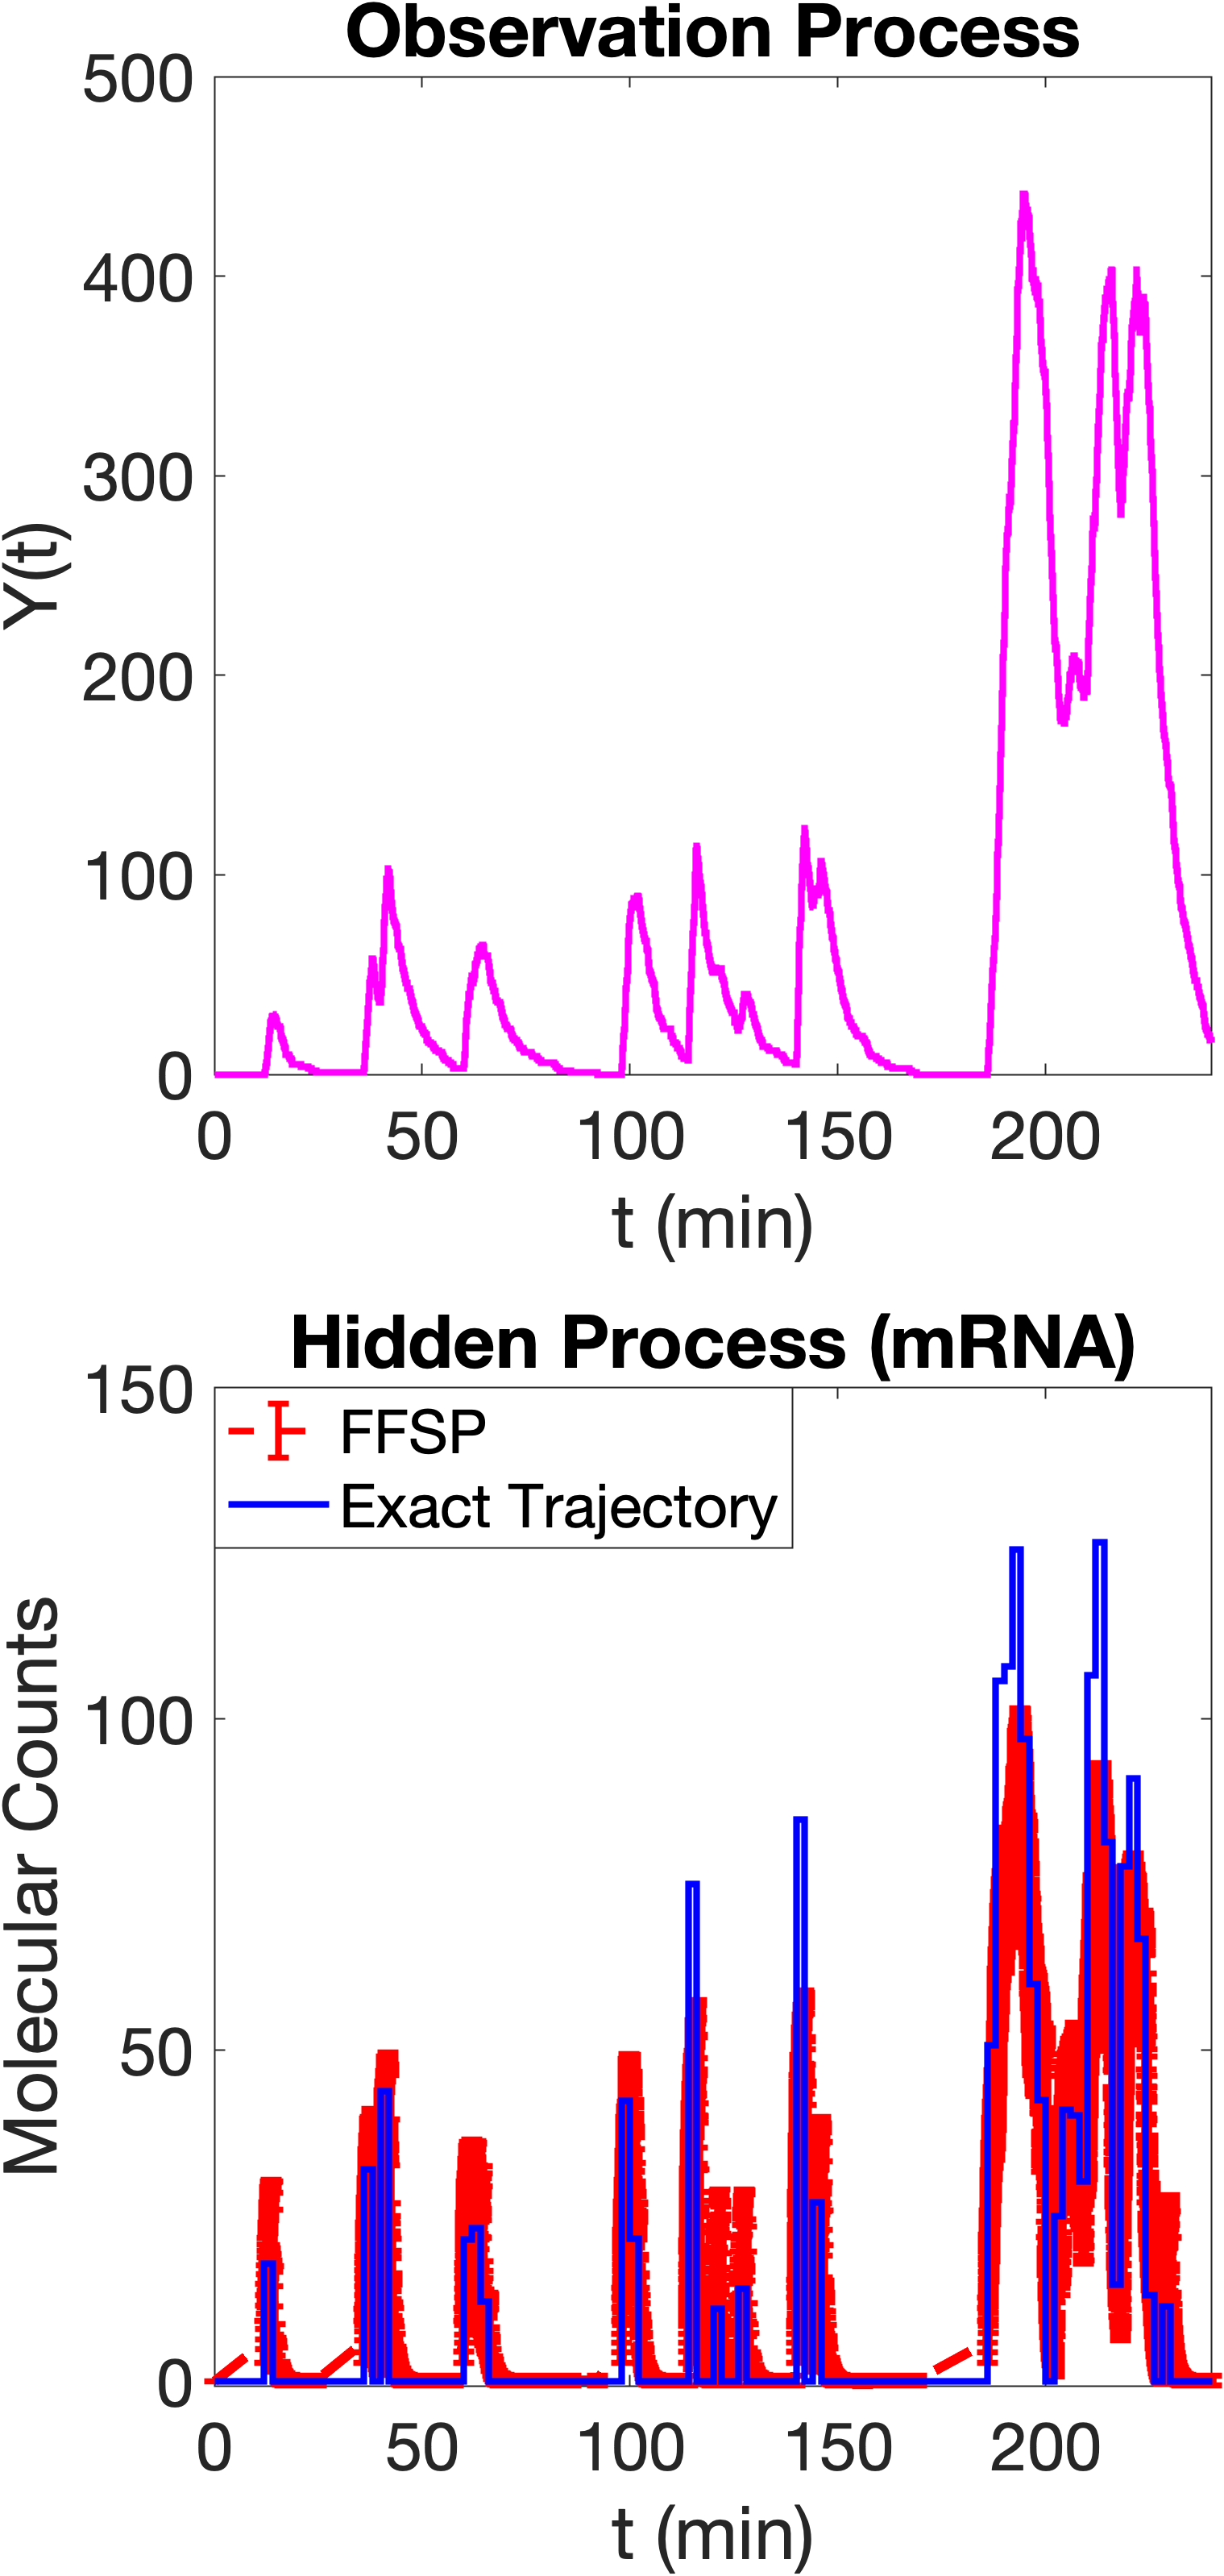 Observation Process
500
400
300
200
100
0
Y(t)
0 50 100 150 200
t (min)
Hidden Process (mRNA)
150
100
50
0
Molecular Counts
FFSP
Exact Trajectory
0 50 100 150 200
t (min)